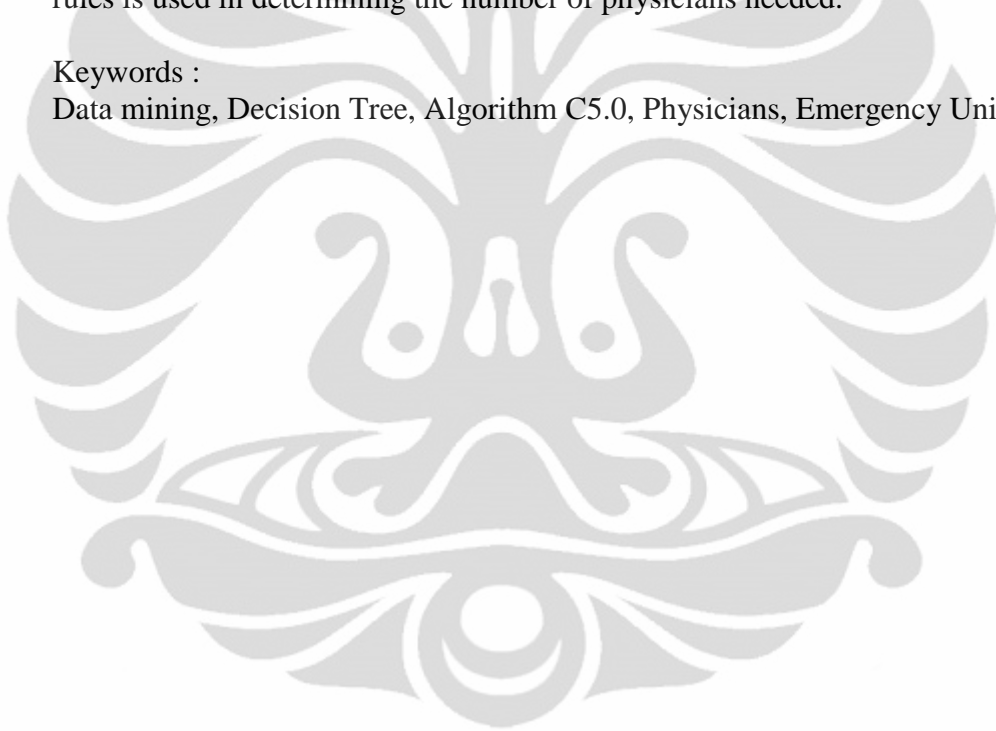 rules is used in determining the number of physicians needed.
Keywords :
Data mining, Decision Tree, Algorithm C5.0, Physicians, Emergency